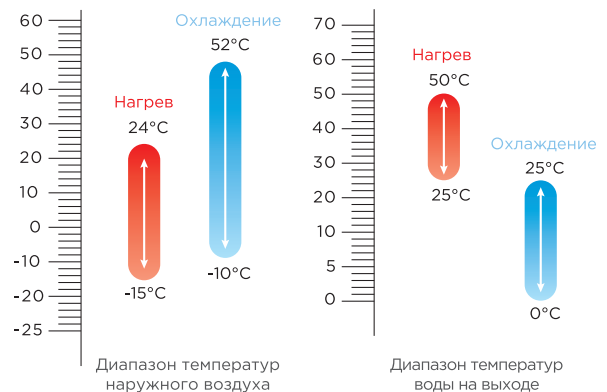 60
50
40
30
20
10
0
-10
-20
-25
Охлаждение
52°C
Нагрев
24°C
-15°C
-10°C
Диапазон температур
наружного воздуха
70
50
50
40
30
20
10
5
0
Нагрев
50°C
25°C
Охлаждение
25°C
0°C
Диапазон температур
воды на выходе